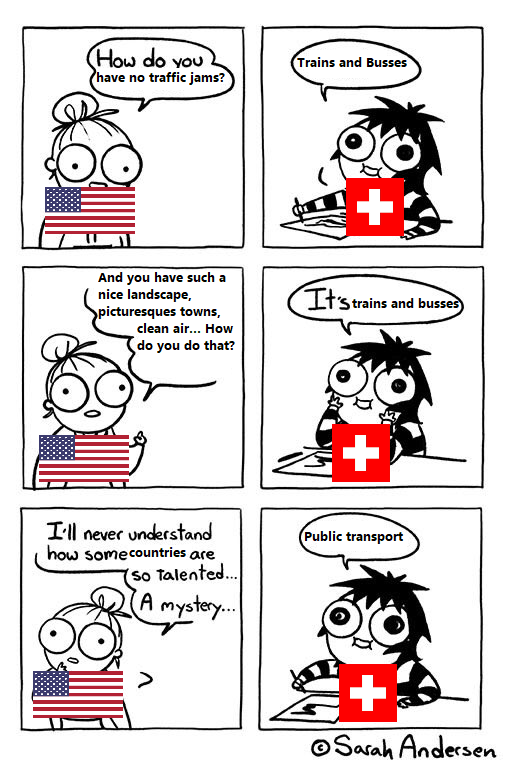 How do you
have no traffic jams?
Trains and Busses
And you have such a
nice landscape,
picturesques towns,
clean air... How
do you do that?
It's trains and busses
I'll never understand
how some countries are
so talented...
A mystery...
Public transport
© Sarah Andersen